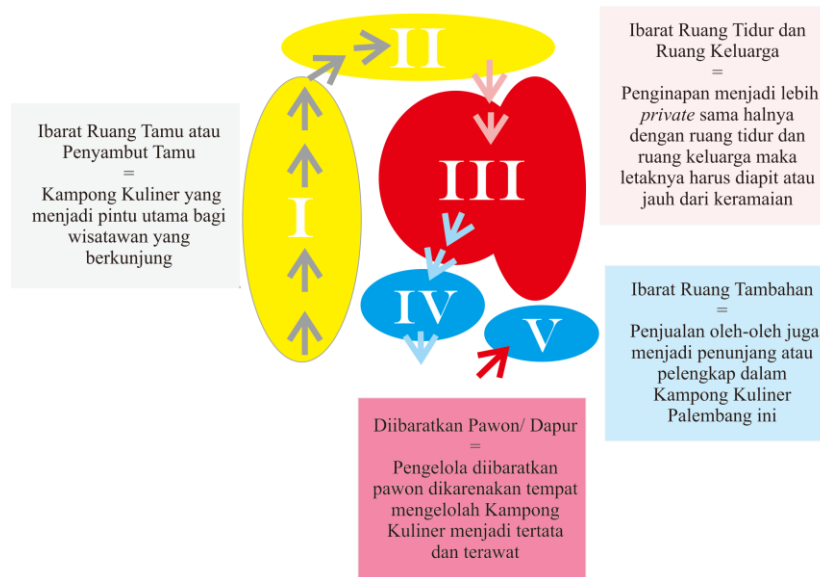 Ibarat Ruang Tamu atau
Penyambut Tamu
=
Kampong Kuliner yang
menjadi pintu utama bagi
wisatawan yang
berkunjung
I
II
III
IV
V
Ibarat Ruang Tidur dan
Ruang Keluarga
=
Penginapan menjadi lebih
private sama halnya
dengan ruang tidur dan
ruang keluarga maka
letaknya harus diapit atau
jauh dari keramaian
Ibarat Ruang Tambahan
=
Penjualan oleh-oleh juga
menjadi penunjang atau
pelengkap dalam
Kampong Kuliner
Palembang ini
Diibaratkan Pawon/ Dapur
=
Pengelola diibaratkan
pawon dikarenakan tempat
mengelolah Kampong
Kuliner menjadi tertata
dan terawat